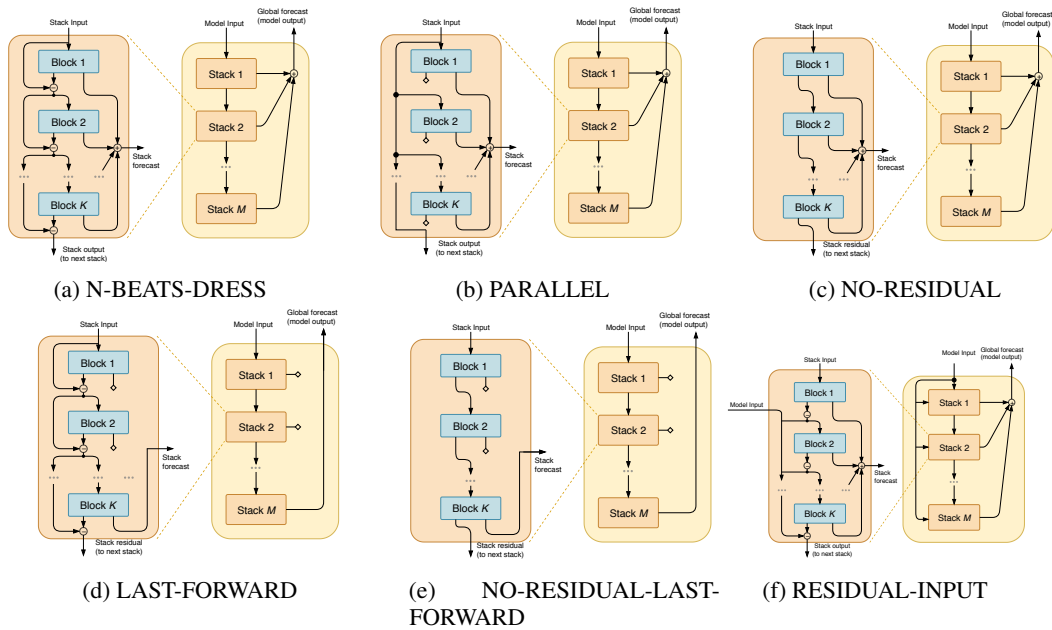 Stack Input
Model Input
Global forecast
(model output)
Block 1
Stack 1
Block 2
Stack 2
Stack
forecast
...
...
...
...
Block K
Stack M
Stack output
(to next stack)
(a) N-BEATS-DRESS
Stack Input
Model Input
Global forecast
(model output)
Block 1
Stack 1
Block 2
Stack 2
Stack
forecast
...
...
...
...
Block K
Stack M
Stack output
(to next stack)
(b) PARALLEL
Stack Input
Model Input
Global forecast
(model output)
Block 1
Stack 1
Block 2
Stack 2
Stack
forecast
...
...
...
Block K
Stack M
Stack residual
(to next stack)
(c) NO-RESIDUAL
Stack Input
Model Input
Global forecast
(model output)
Block 1
Stack 1
Block 2
Stack 2
Stack
forecast
...
...
...
Block K
Stack M
Stack residual
(to next stack)
(d) LAST-FORWARD
Stack Input
Model Input
Global forecast
(model output)
Block 1
Stack 1
Block 2
Stack 2
Stack
forecast
...
...
Block K
Stack M
Stack residual
(to next stack)
(e) NO-RESIDUAL-LAST-
FORWARD
Stack Input
Model Input
Global forecast
(model output)
Model Input
Block 1
Stack 1
Block 2
Stack 2
Stack
forecast
...
...
...
...
Block K
Stack M
Stack output
(to next stack)
(f) RESIDUAL-INPUT